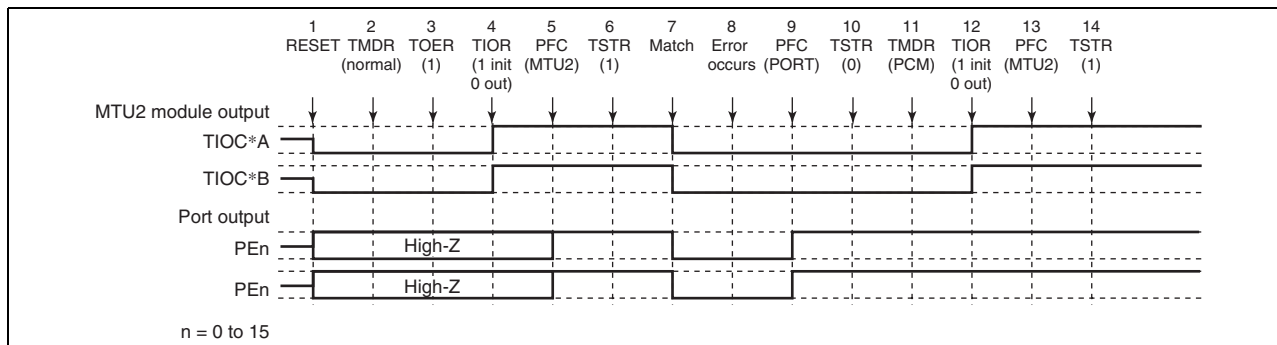 1 2 3 4 5 6 7 8 9 10 11 12 13 14
RESET TMDR TOER TIOR PFC TSTR Match Error PFC TSTR TMDR TIOR PFC TSTR
(normal) (1) (1 init (MTU2) (1) occurs (PORT) (0) (PCM) (1 init (MTU2) (1)
0 out) 0 out)
MTU2 module output
TIOC*A
TIOC*B
Port output
PEn High-Z
PEn High-Z
n = 0 to 15